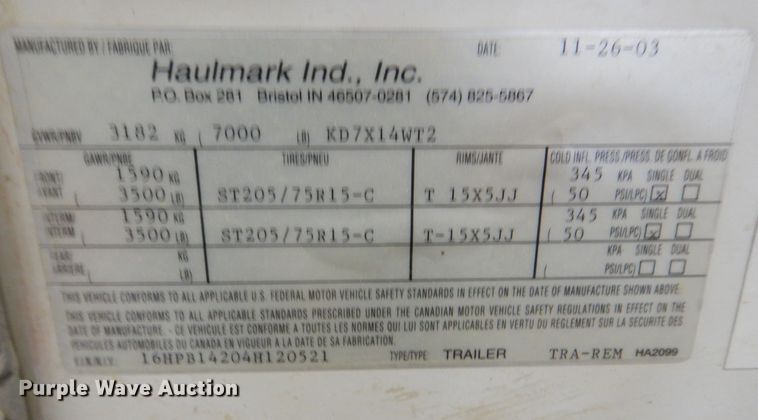 MANUFACTURED BY / FABRIQUE PAR: DATE: 11-26-03
Haulmark Ind., Inc.
P.O. Box 281 Bristol IN 46507-0281 (574) 825-5867
GVWR/PNBV 3182 KG ( 7000 LB) KD7X14WT2
GAWR/PNBE TIRES/PNEU RIMS/JANTE COLD INFL. PRESS./PRESS. DE GONFL. A FROID
FRONT/ 1590 KG 345 KPA SINGLE DUAL
AVANT ( 3500 LB) ST205/75R15-C T 15X5JJ ( 50 PSI/LPC) X
INTERM/ 1590 KG 345 KPA SINGLE DUAL
INTERM ( 3500 LB) ST205/75R15-C T-15X5JJ ( 50 PSI/LPC) X
REAR/ KG KPA SINGLE DUAL
ARRIERE ( LB) ( PSI/LPC)
THIS VEHICLE CONFORMS TO ALL APPLICABLE U.S. FEDERAL MOTOR VEHICLE SAFETY STANDARDS IN EFFECT ON THE DATE OF MANUFACTURE SHOWN ABOVE.
THIS VEHICLE CONFORMS TO ALL APPLICABLE STANDARDS PRESCRIBED UNDER THE CANADIAN MOTOR VEHICLE SAFETY REGULATIONS IN EFFECT ON THE
DATE OF MANUFACTURE. - CE VEHICULE EST CONFORME A TOUTES LES NORMES QUI LUI SONT APPLICABLES EN VERTU DU REGLEMENT SUR LA SECURITE DES
VEHICULES AUTOMOBILES DU CANADA EN VIGUEUR A LA DATE DE SA FABRICATION.
V.I.N./N.I.V.: 16HPB14204H120521 TYPE/TYPE: TRAILER TRA-REM HA2099
Purple Wave Auction PurpleWave.com